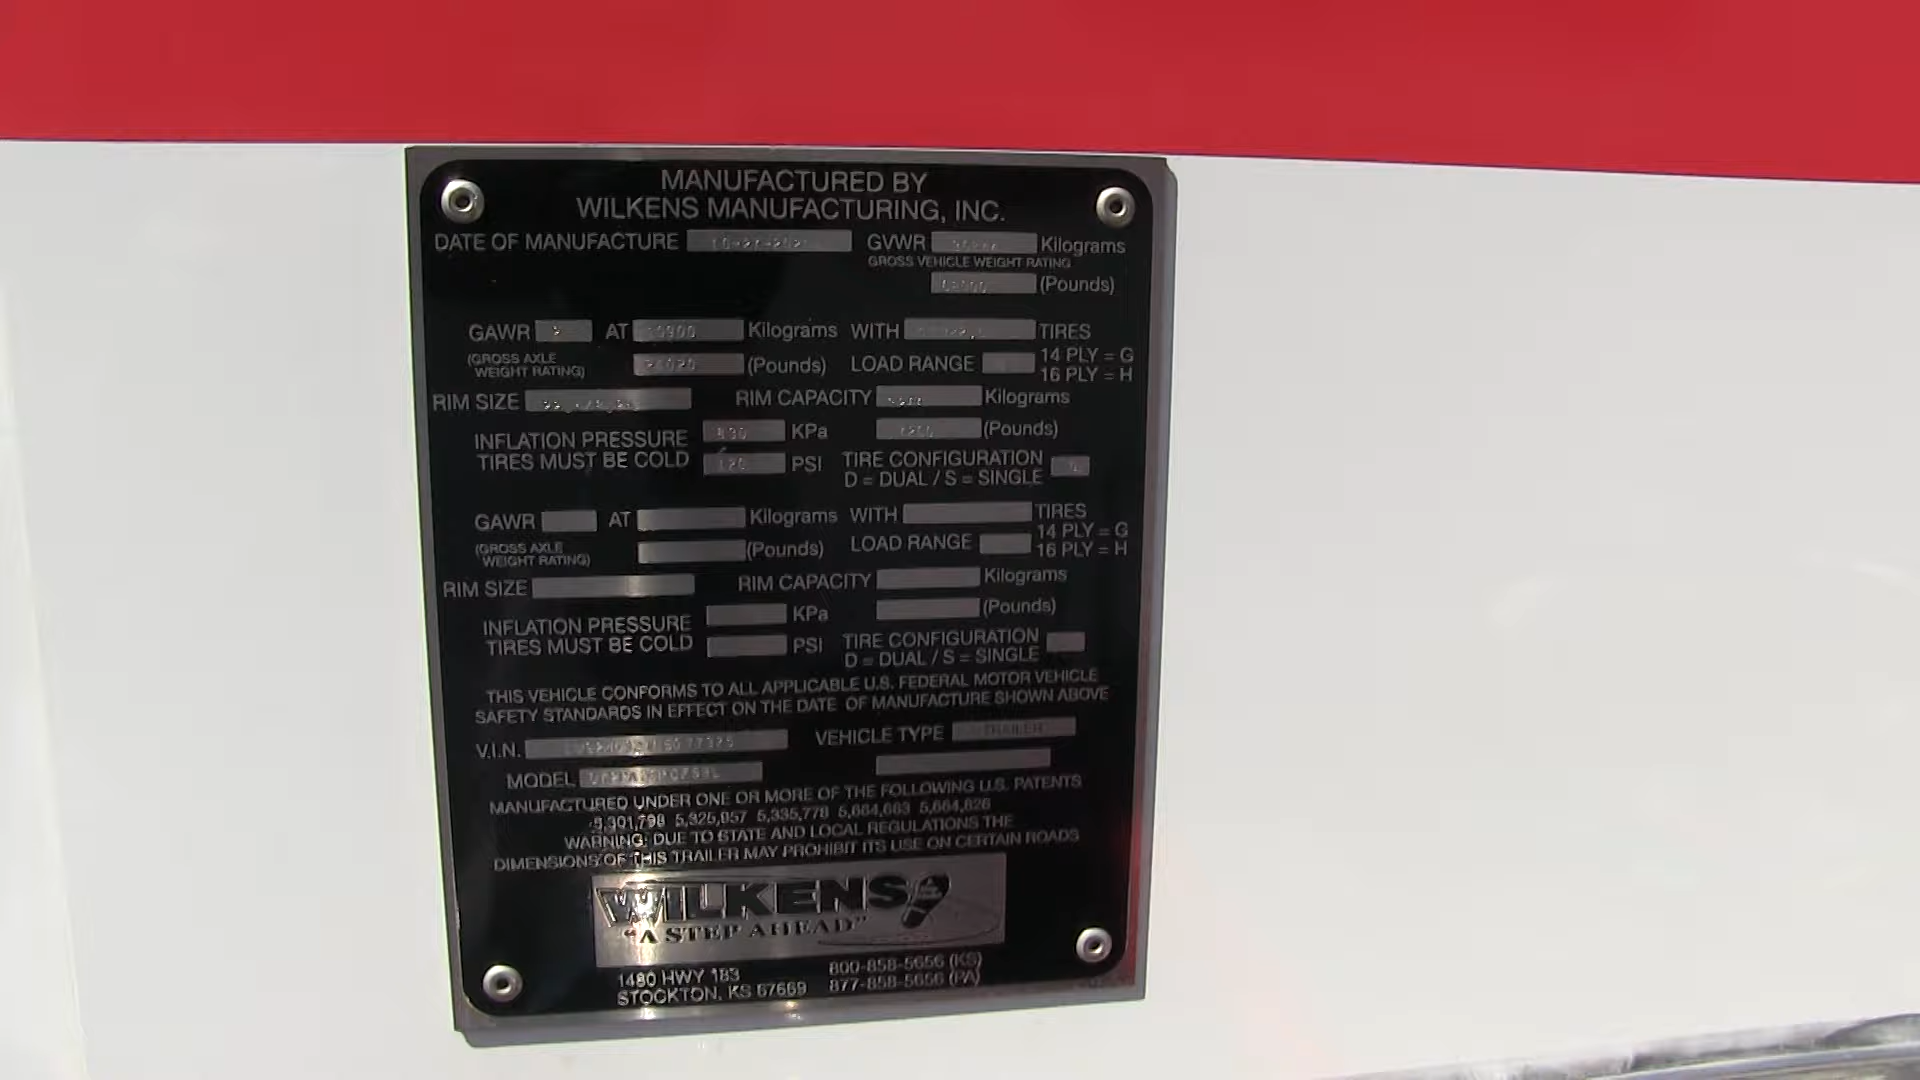 MANUFACTURED BY
WILKENS MANUFACTURING, INC.
DATE OF MANUFACTURE GVWR Kilograms
GROSS VEHICLE WEIGHT RATING
(Pounds)
GAWR AT 10900 Kilograms WITH TIRES
(GROSS AXLE WEIGHT RATING) 24020 (Pounds) LOAD RANGE 14 PLY = G
16 PLY = H
RIM SIZE RIM CAPACITY Kilograms
(Pounds)
INFLATION PRESSURE 830 KPa
TIRES MUST BE COLD 120 PSI TIRE CONFIGURATION
D = DUAL / S = SINGLE
GAWR AT Kilograms WITH TIRES
(GROSS AXLE WEIGHT RATING) (Pounds) LOAD RANGE 14 PLY = G
16 PLY = H
RIM SIZE RIM CAPACITY Kilograms
(Pounds)
INFLATION PRESSURE KPa
TIRES MUST BE COLD PSI TIRE CONFIGURATION
D = DUAL / S = SINGLE
THIS VEHICLE CONFORMS TO ALL APPLICABLE U.S. FEDERAL MOTOR VEHICLE
SAFETY STANDARDS IN EFFECT ON THE DATE OF MANUFACTURE SHOWN ABOVE
V.I.N. VEHICLE TYPE TRAILER
MODEL
MANUFACTURED UNDER ONE OR MORE OF THE FOLLOWING U.S. PATENTS
5,301,798 5,325,957 5,335,778 5,664,663 5,664,826
WARNING: DUE TO STATE AND LOCAL REGULATIONS THE
DIMENSIONS OF THIS TRAILER MAY PROHIBIT ITS USE ON CERTAIN ROADS
WILKENS
"A STEP AHEAD"
1480 HWY 183 800-858-5656 (KS)
STOCKTON, KS 67669 877-858-5656 (PA)